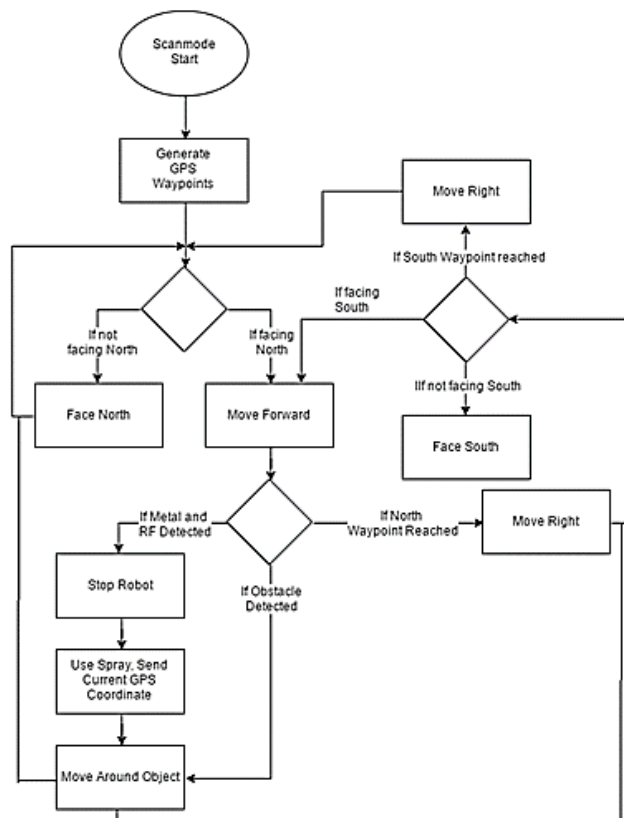 Scanmode
Start
Generate
GPS
Waypoints
Move Right
If South Waypoint reached
If facing
South
If not
facing North
If facing
North
IIf not facing South
Face North
Move Forward
Face South
If Metal and
RF Detected
If North
Waypoint Reached
Move Right
Stop Robot
If Obstacle
Detected
Use Spray, Send
Current GPS
Coordinate
Move Around Object